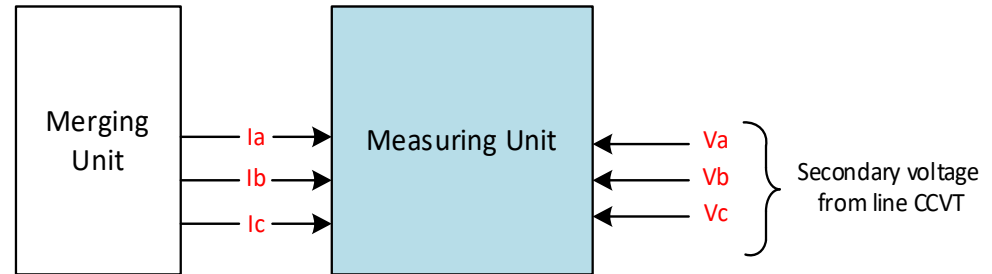 Merging
Unit
Ia
Ib
Ic
Measuring Unit
Va
Vb
Vc
Secondary voltage
from line CCVT